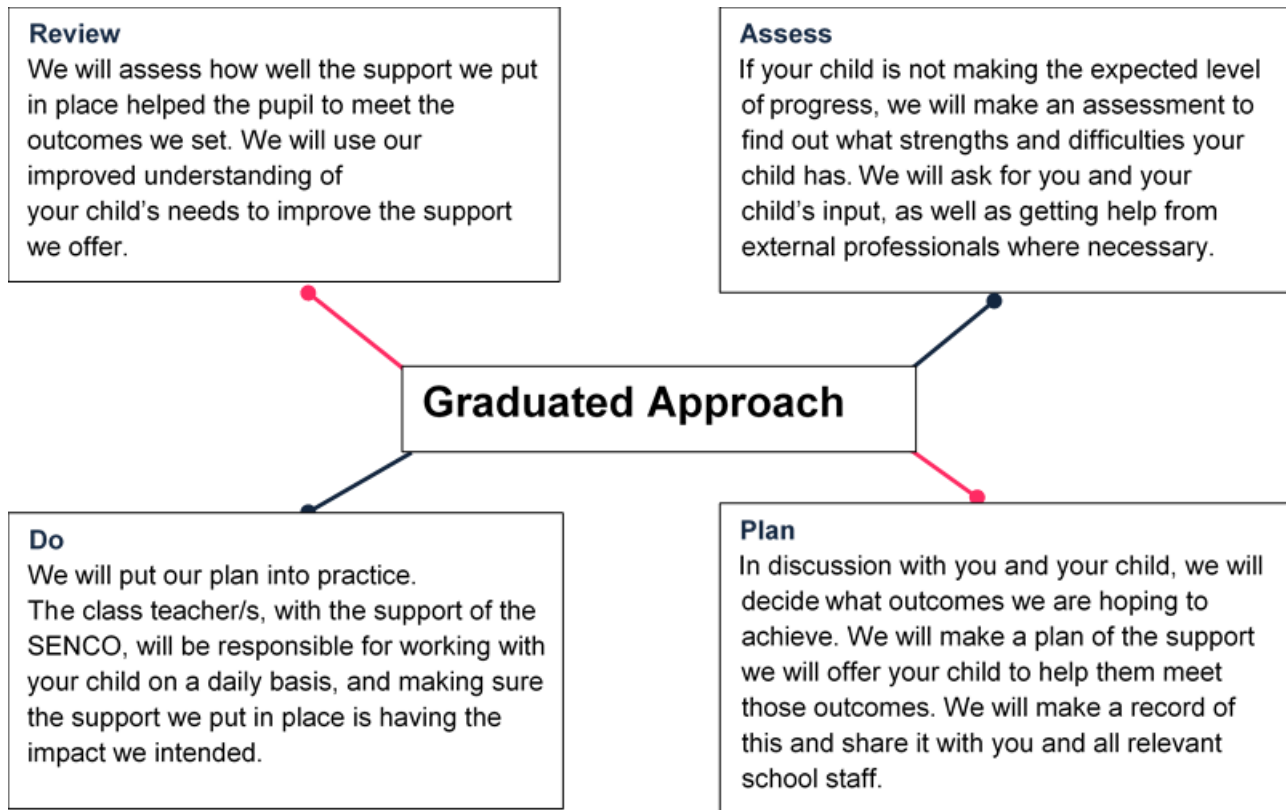 Review
We will assess how well the support we put
in place helped the pupil to meet the
outcomes we set. We will use our
improved understanding of
your child’s needs to improve the support
we offer.
Assess
If your child is not making the expected level
of progress, we will make an assessment to
find out what strengths and difficulties your
child has. We will ask for you and your
child’s input, as well as getting help from
external professionals where necessary.
Graduated Approach
Do
We will put our plan into practice.
The class teacher/s, with the support of the
SENCO, will be responsible for working with
your child on a daily basis, and making sure
the support we put in place is having the
impact we intended.
Plan
In discussion with you and your child, we will
decide what outcomes we are hoping to
achieve. We will make a plan of the support
we will offer your child to help them meet
those outcomes. We will make a record of
this and share it with you and all relevant
school staff.